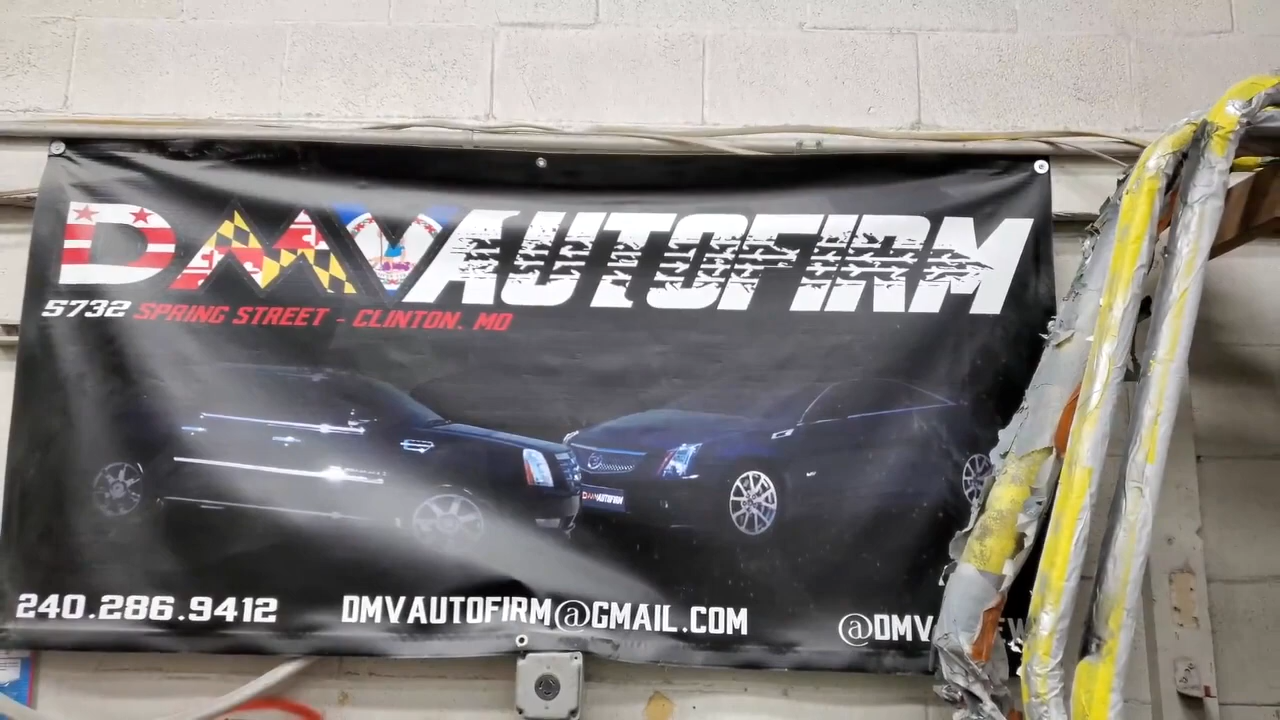 DMVAUTOFIRM
5732 SPRING STREET - CLINTON. MD
DMVAUTOFIRM
240.286.9412 DMVAUTOFIRM@GMAIL.COM